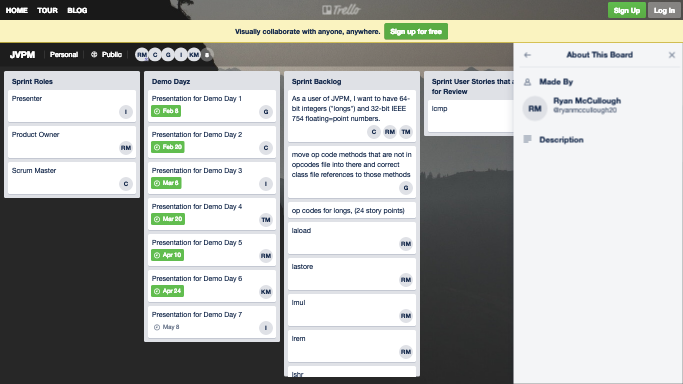 HOME TOUR BLOG
Trello
Sign Up Log In
Visually collaborate with anyone, anywhere. Sign up for free
JVPM Personal Public RM C G I KM
About This Board
Made By
RM
Ryan McCullough
@ryanmccullough20
Description
Sprint Roles
Presenter
I
Product Owner
RM
Scrum Master
C
Demo Dayz
Presentation for Demo Day 1
Feb 6
G
Presentation for Demo Day 2
Feb 20
C
Presentation for Demo Day 3
Mar 6
I
Presentation for Demo Day 4
Mar 20
TM
Presentation for Demo Day 5
Apr 10
RM
Presentation for Demo Day 6
Apr 24
KM
Presentation for Demo Day 7
May 8
I
Sprint Backlog
As a user of JVPM, I want to have 64-
bit integers ("longs") and 32-bit IEEE
754 floating=point numbers.
C RM TM
move op code methods that are not in
opcodes file into there and correct
class file references to those methods
G
op codes for longs, (24 story points)
laload
RM
lastore
RM
lmul
RM
lrem
RM
lshr
Sprint User Stories that
for Review
lcmp